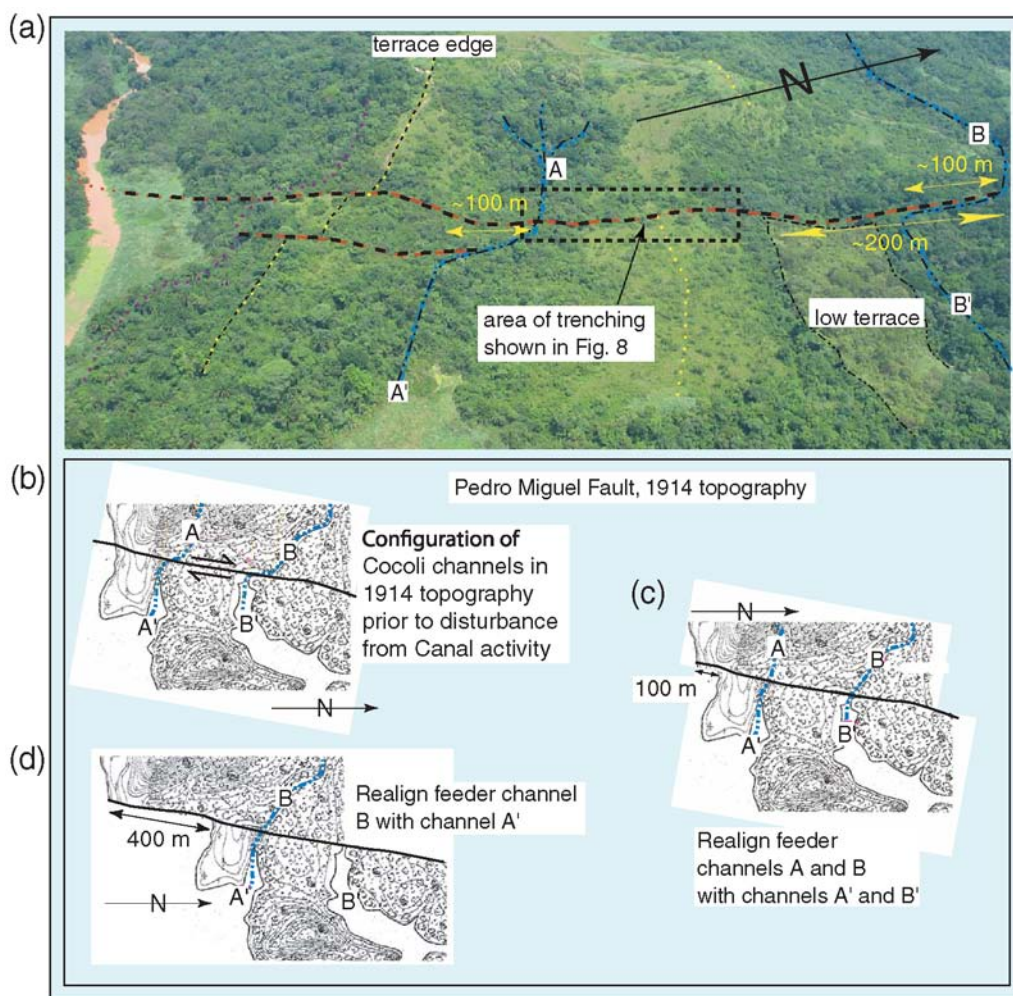 (a)
terrace edge
N
A
B
~100 m
~100 m
~200 m
area of trenching
shown in Fig. 8
low terrace
B'
A'
(b)
Pedro Miguel Fault, 1914 topography
A
B
A'
B'
Configuration of
Cocoli channels in
1914 topography
prior to disturbance
from Canal activity
N
(c)
N
A
B
100 m
A'
B'
Realign feeder
channels A and B
with channels A' and B'
(d)
B
400 m
A'
B'
N
Realign feeder channel
B with channel A'